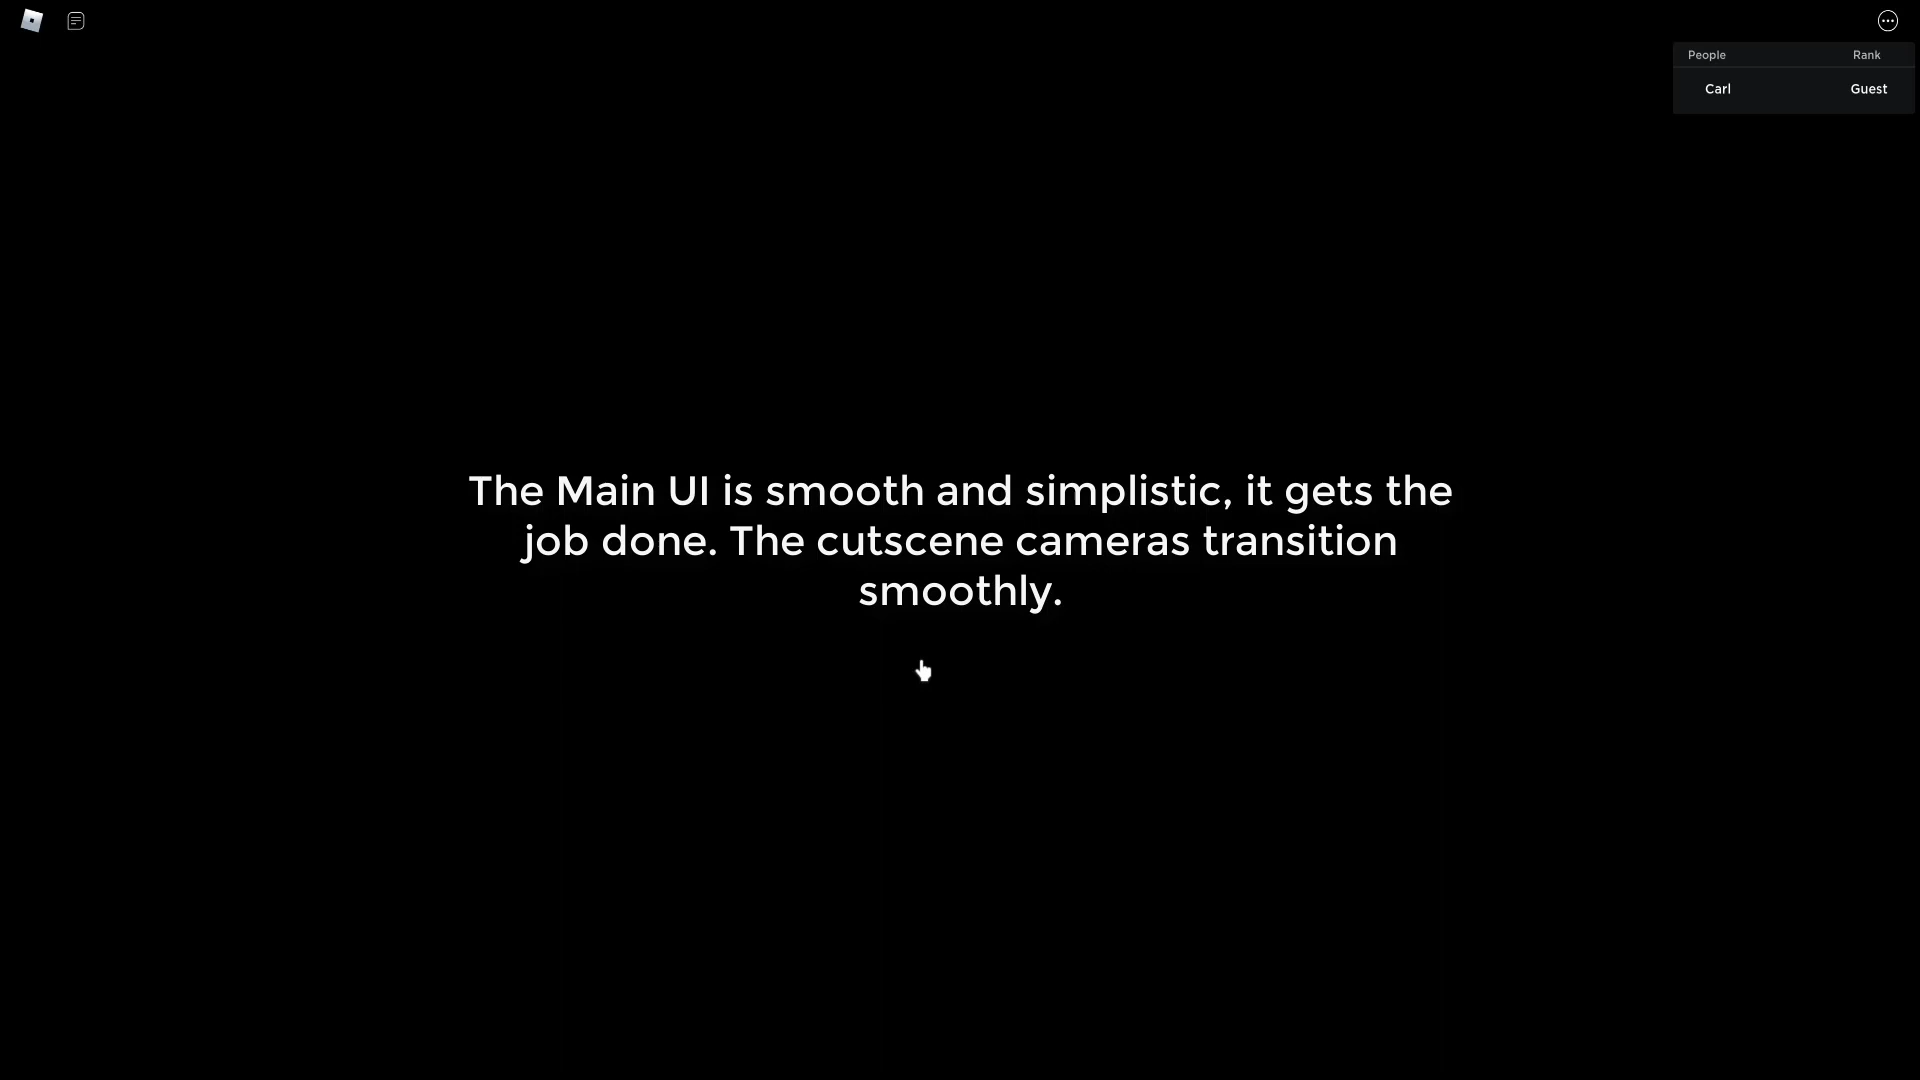 People Rank
Carl Guest
The Main UI is smooth and simplistic, it gets the
job done. The cutscene cameras transition
smoothly.